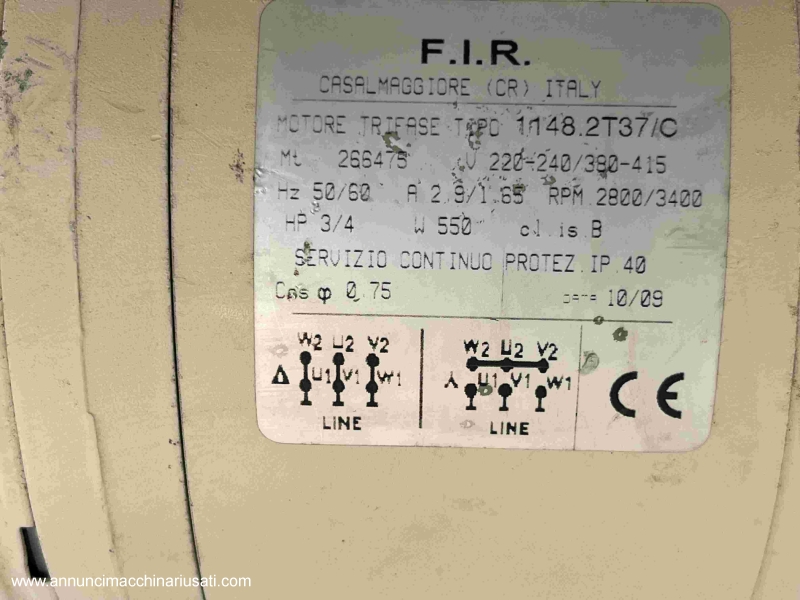 F.I.R.
CASALMAGGIORE (CR) ITALY
MOTORE TRIFASE TIPO 1148.2T37/C
Mt 266475 V 220-240/380-415
Hz 50/60 A 2.9/1.65 RPM 2800/3400
HP 3/4 W 550 cl.is.B
SERVIZIO CONTINUO PROTEZ.IP.40
Cos φ 0.75 10/09
W2 U2 V2 W2 U2 V2
Δ U1 V1 W1 U1 V1 W1 CE
LINE LINE
www.annuncimacchinariusati.com